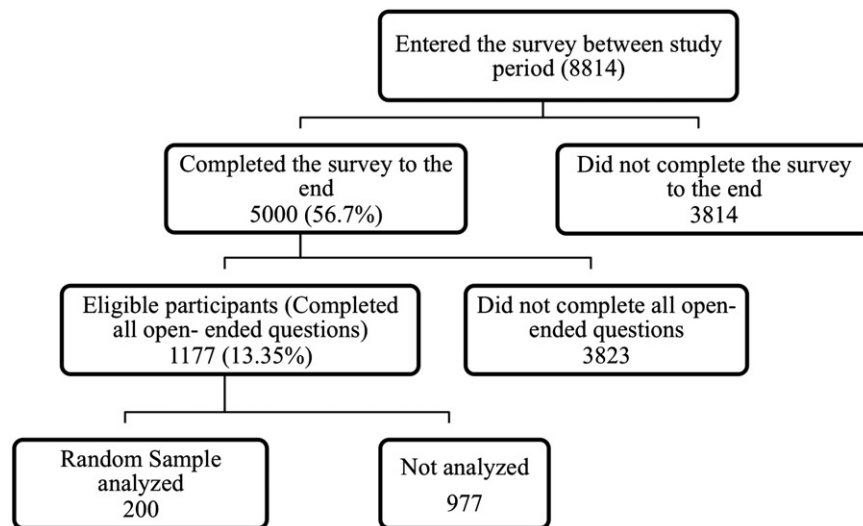 Entered the survey between study
period (8814)
Completed the survey to the
end
5000 (56.7%)
Did not complete the survey
to the end
3814
Eligible participants (Completed
all open- ended questions)
1177 (13.35%)
Did not complete all open-
ended questions
3823
Random Sample
analyzed
200
Not analyzed
977